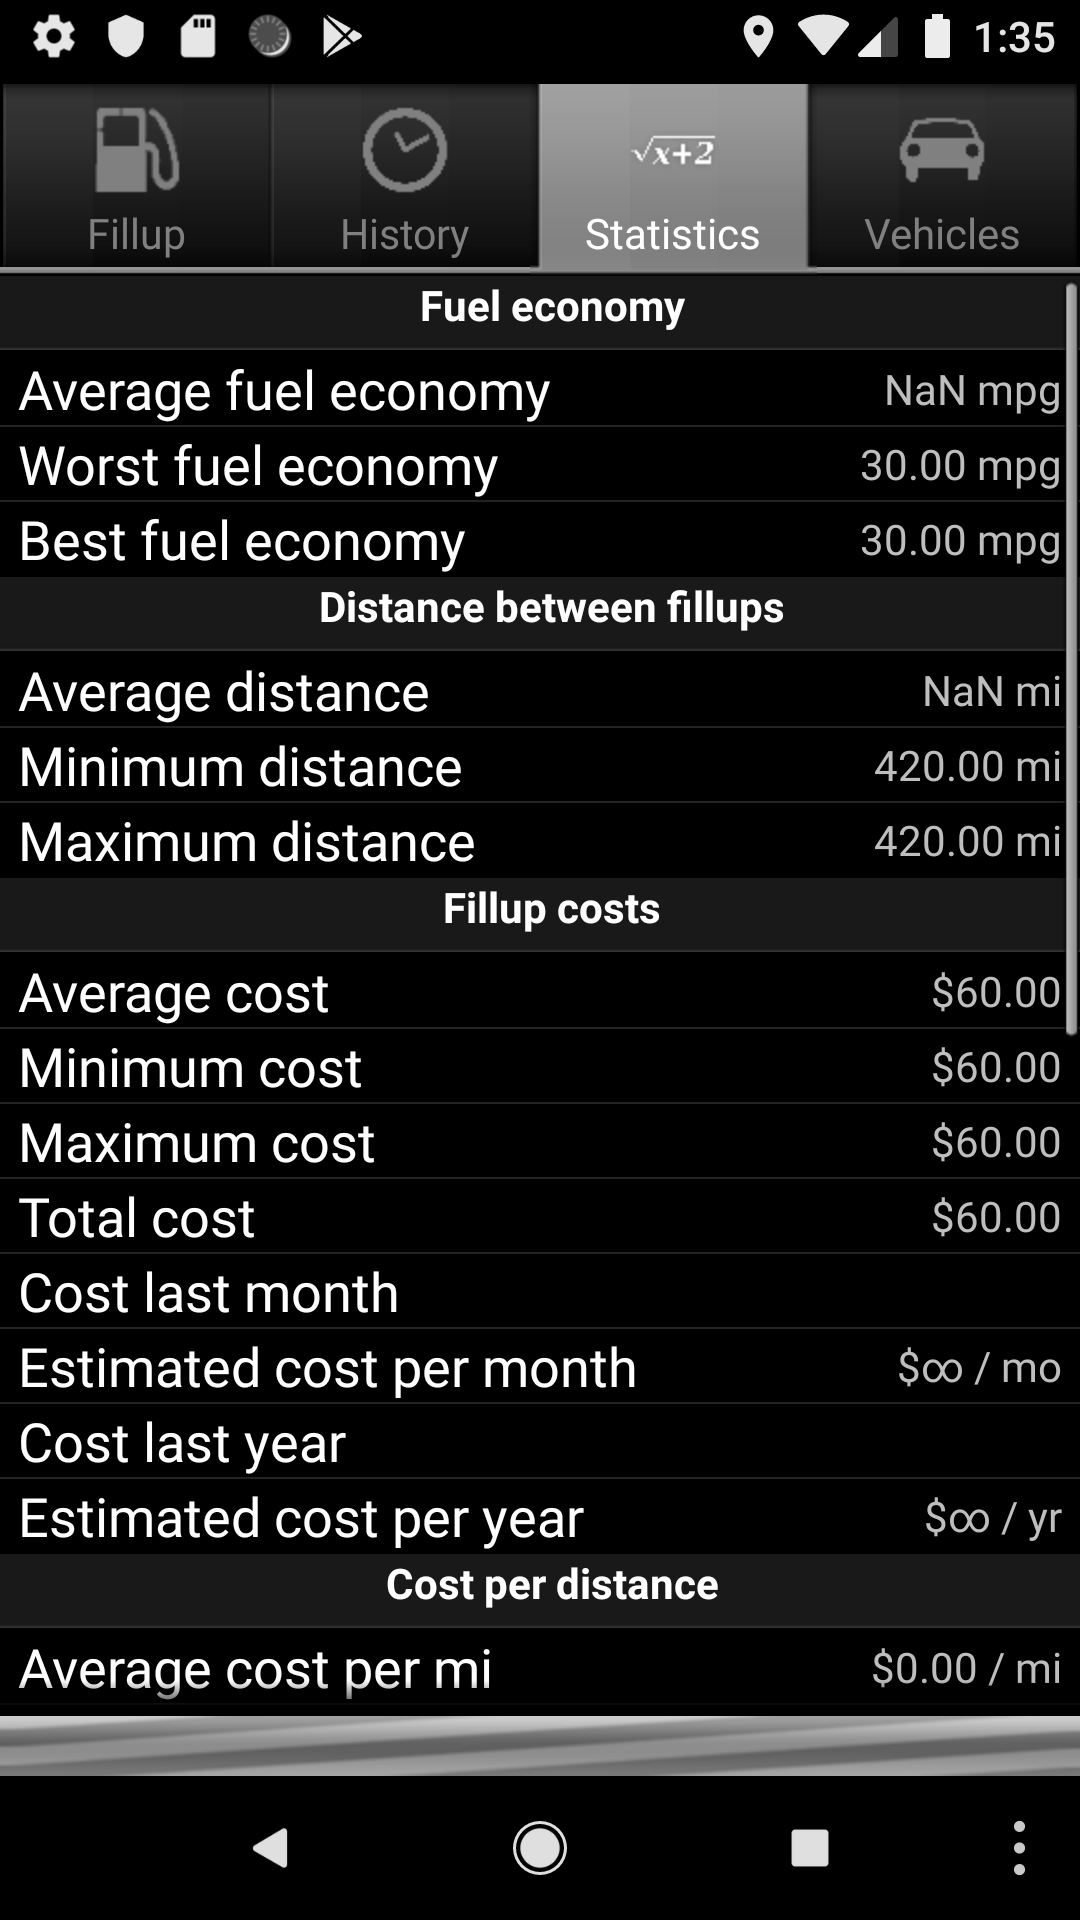 1:35
√x+2
Fillup
History
Statistics
Vehicles
Fuel economy
Average fuel economy NaN mpg
Worst fuel economy 30.00 mpg
Best fuel economy 30.00 mpg
Distance between fillups
Average distance NaN mi
Minimum distance 420.00 mi
Maximum distance 420.00 mi
Fillup costs
Average cost $60.00
Minimum cost $60.00
Maximum cost $60.00
Total cost $60.00
Cost last month
Estimated cost per month $∞ / mo
Cost last year
Estimated cost per year $∞ / yr
Cost per distance
Average cost per mi $0.00 / mi